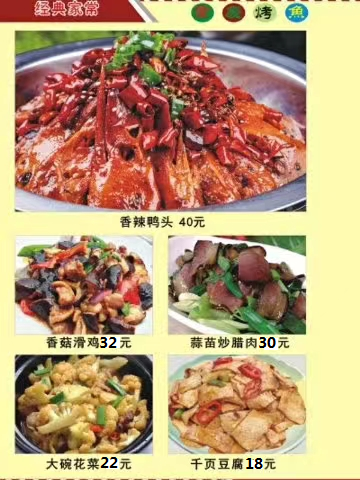 经典家常
烤鱼
香辣鸭头 40元
香菇滑鸡32元
蒜苗炒腊肉30元
大碗花菜22元
千页豆腐18元